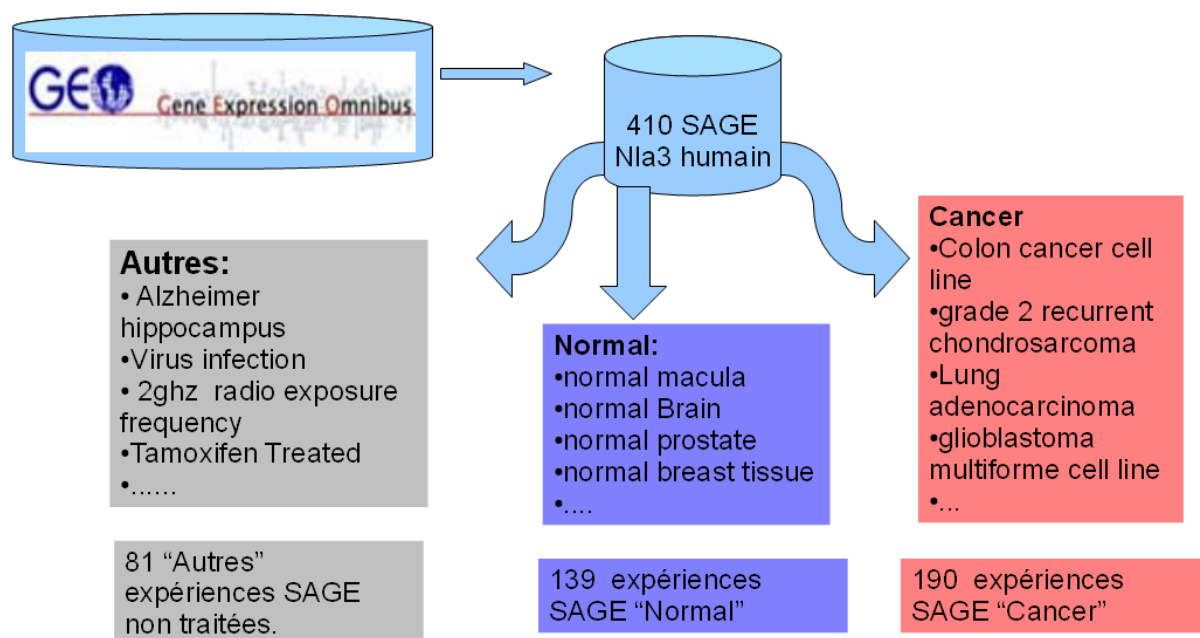 GEO
Gene Expression Omnibus
410 SAGE
Nla3 humain
Autres:
• Alzheimer
hippocampus
•Virus infection
• 2ghz radio exposure
frequency
•Tamoxifen Treated
•......
Normal:
•normal macula
•normal Brain
•normal prostate
•normal breast tissue
•....
Cancer
•Colon cancer cell
line
•grade 2 recurrent
chondrosarcoma
•Lung
adenocarcinoma
•glioblastoma
multiforme cell line
•...
81 “Autres”
expériences SAGE
non traitées.
139 expériences
SAGE “Normal”
190 expériences
SAGE “Cancer”